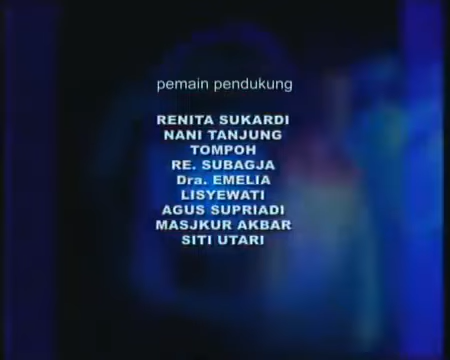 pemain pendukung
RENITA SUKARDI
NANI TANJUNG
TOMPOH
RE. SUBAGJA
Dra. EMELIA
LISYEWATI
AGUS SUPRIADI
MASJKUR AKBAR
SITI UTARI